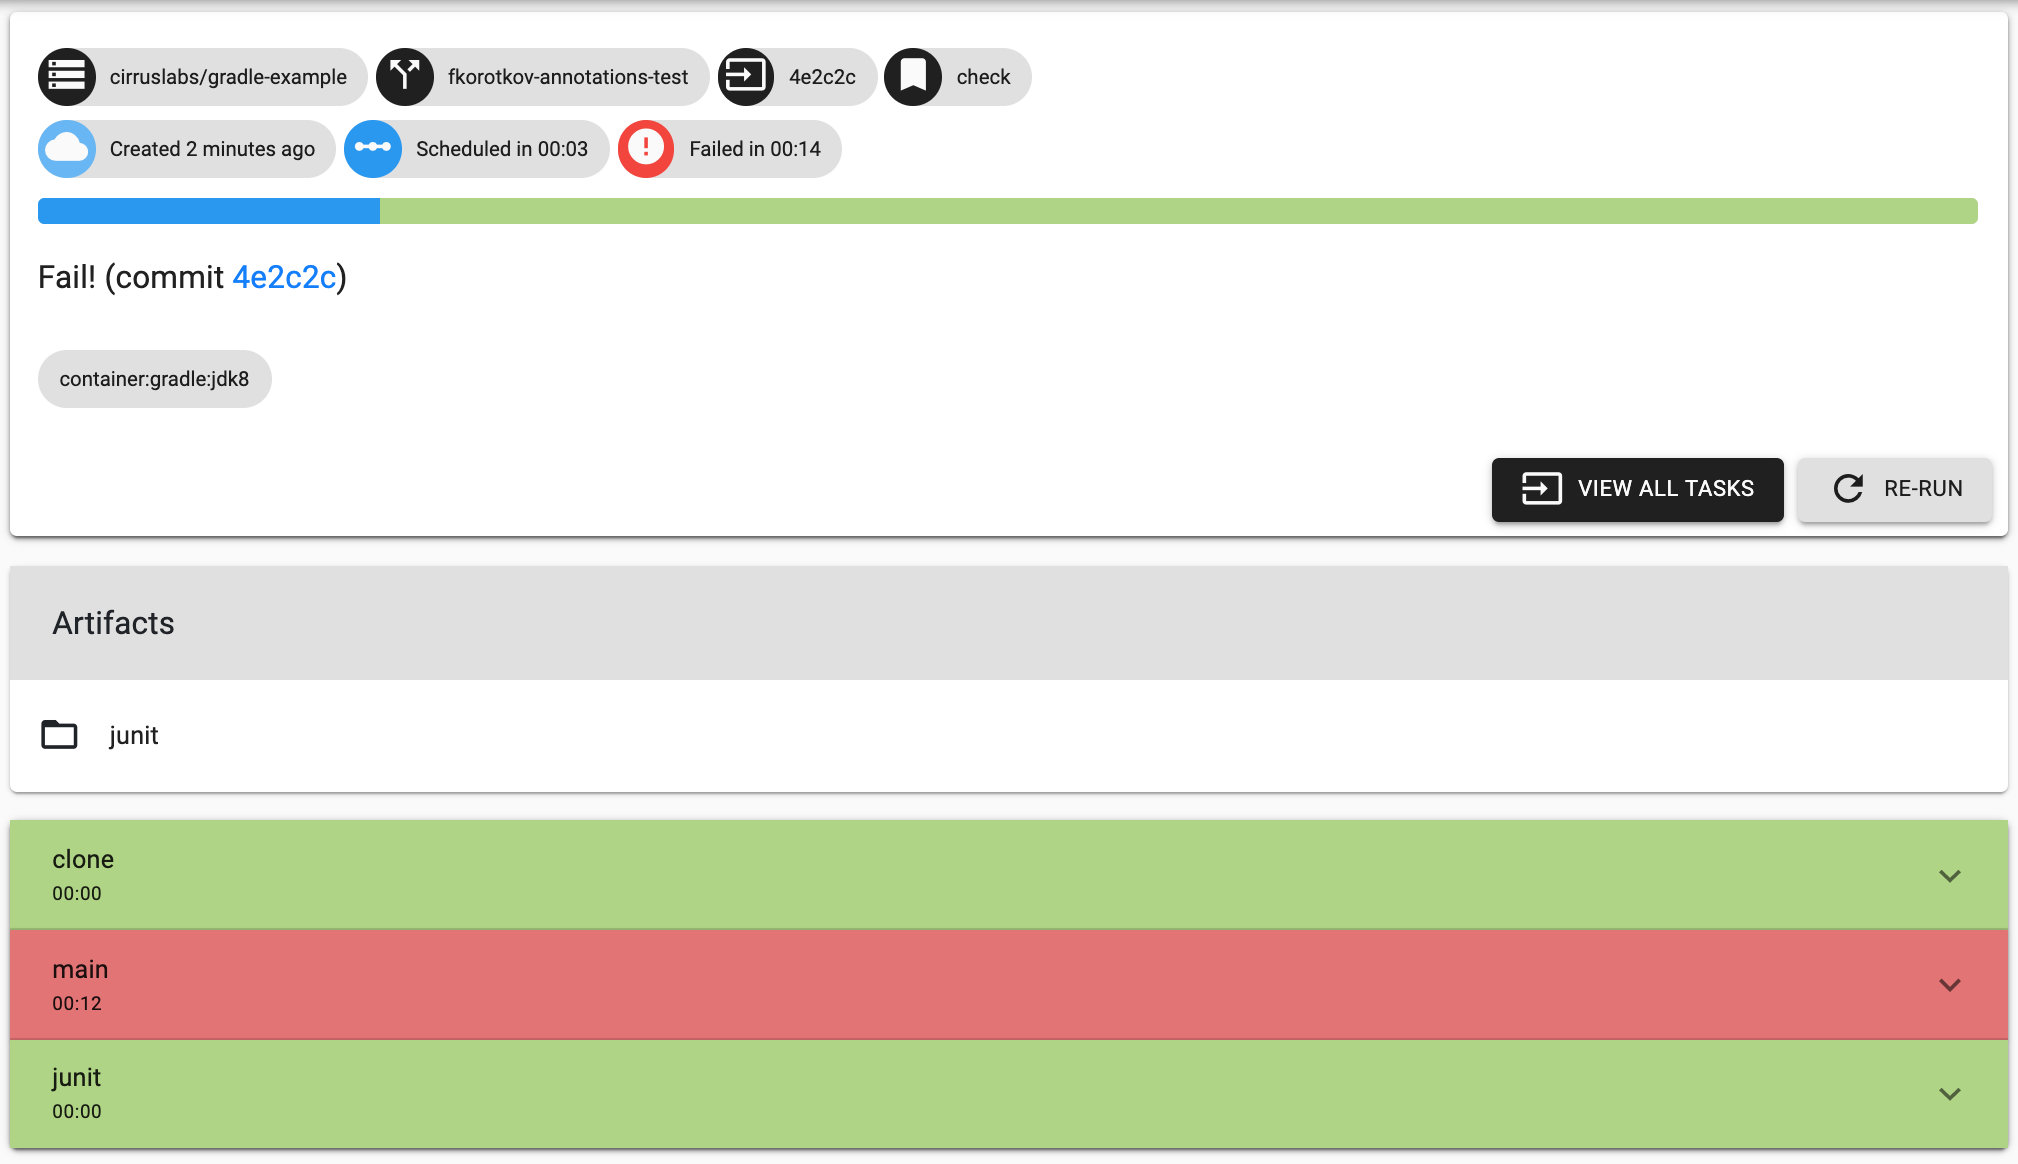 cirruslabs/gradle-example fkorotkov-annotations-test 4e2c2c check
Created 2 minutes ago Scheduled in 00:03 Failed in 00:14
Fail! (commit 4e2c2c)
container:gradle:jdk8
VIEW ALL TASKS RE-RUN
Artifacts
junit
clone
00:00
main
00:12
junit
00:00